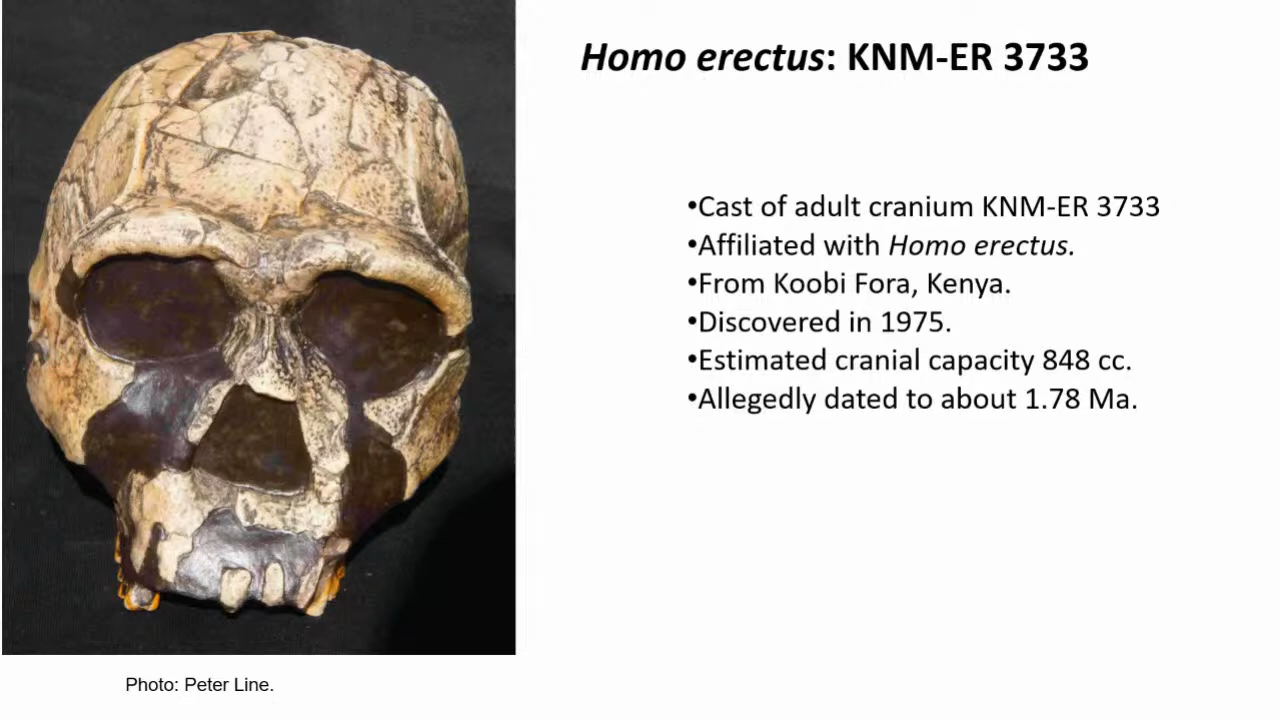 Homo erectus: KNM-ER 3733
•Cast of adult cranium KNM-ER 3733
•Affiliated with Homo erectus.
•From Koobi Fora, Kenya.
•Discovered in 1975.
•Estimated cranial capacity 848 cc.
•Allegedly dated to about 1.78 Ma.
Photo: Peter Line.